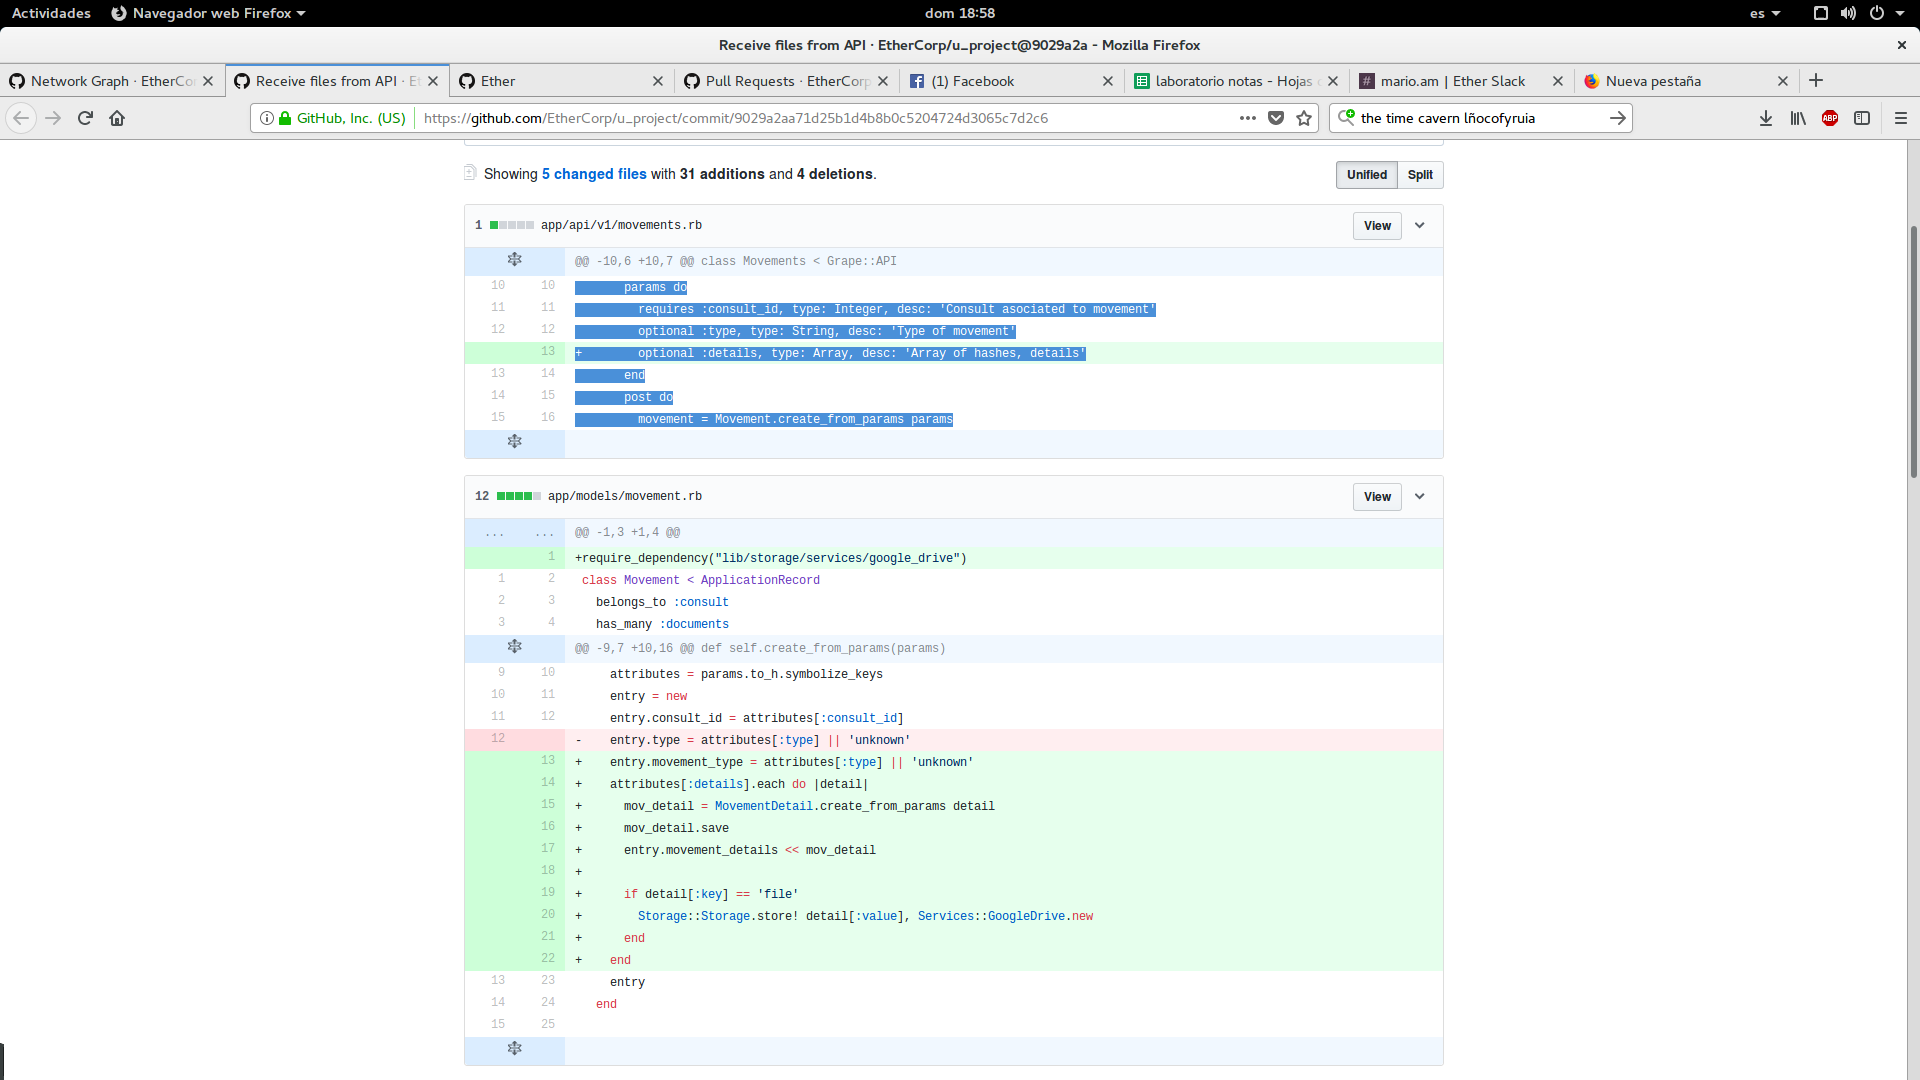 Actividades Navegador web Firefox dom 18:58 es
Receive files from API · EtherCorp/u_project@9029a2a - Mozilla Firefox
Network Graph · EtherCo Receive files from API · Et Ether Pull Requests · EtherCorp (1) Facebook laboratorio notas - Hojas mario.am | Ether Slack Nueva pestaña
GitHub, Inc. (US) https://github.com/EtherCorp/u_project/commit/9029a2aa71d25b1d4b8b0c5204724d3065c7d2c6 the time cavern lñocofyruia ABP
Showing 5 changed files with 31 additions and 4 deletions. Unified Split
1 app/api/v1/movements.rb View
@@ -10,6 +10,7 @@ class Movements < Grape::API
10 10 params do
11 11 requires :consult_id, type: Integer, desc: 'Consult asociated to movement'
12 12 optional :type, type: String, desc: 'Type of movement'
13 + optional :details, type: Array, desc: 'Array of hashes, details'
13 14 end
14 15 post do
15 16 movement = Movement.create_from_params params
12 app/models/movement.rb View
... ... @@ -1,3 +1,4 @@
1 +require_dependency("lib/storage/services/google_drive")
1 2 class Movement < ApplicationRecord
2 3 belongs_to :consult
3 4 has_many :documents
@@ -9,7 +10,16 @@ def self.create_from_params(params)
9 10 attributes = params.to_h.symbolize_keys
10 11 entry = new
11 12 entry.consult_id = attributes[:consult_id]
12 - entry.type = attributes[:type] || 'unknown'
13 + entry.movement_type = attributes[:type] || 'unknown'
14 + attributes[:details].each do |detail|
15 + mov_detail = MovementDetail.create_from_params detail
16 + mov_detail.save
17 + entry.movement_details << mov_detail
18 +
19 + if detail[:key] == 'file'
20 + Storage::Storage.store! detail[:value], Services::GoogleDrive.new
21 + end
22 + end
13 23 entry
14 24 end
15 25